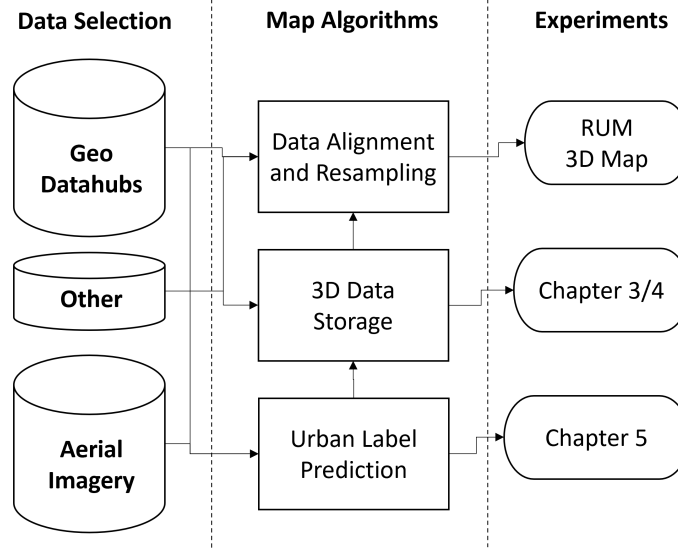 Data Selection
Map Algorithms
Experiments
Geo
Datahubs
Data Alignment
and Resampling
RUM
3D Map
Other
3D Data
Storage
Chapter 3/4
Aerial
Imagery
Urban Label
Prediction
Chapter 5